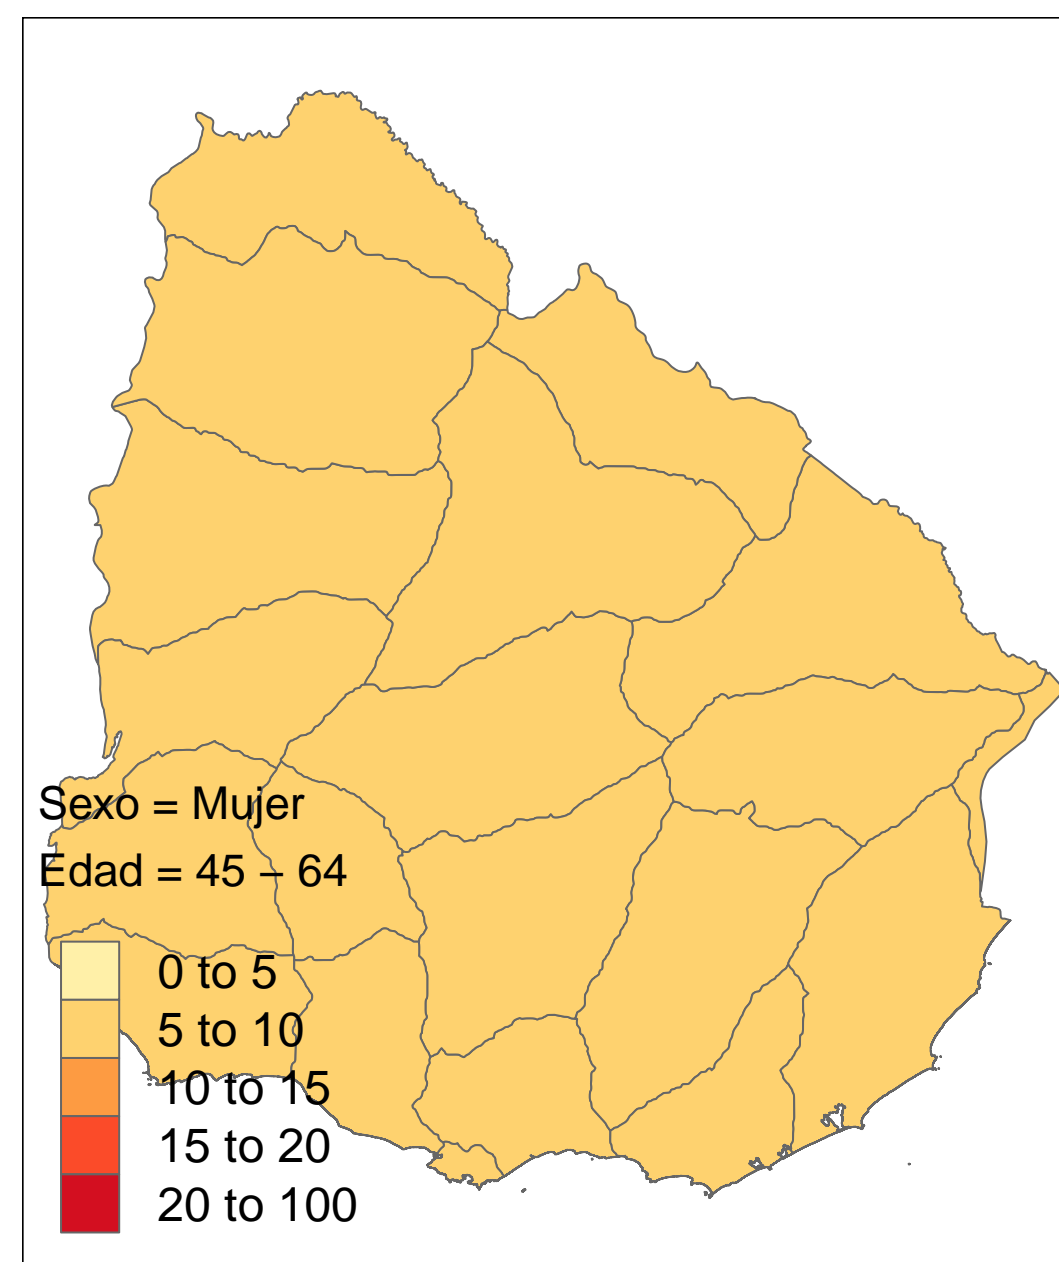 Sexo = Mujer
Edad = 45 – 64
0 to 5
5 to 10
10 to 15
15 to 20
20 to 100